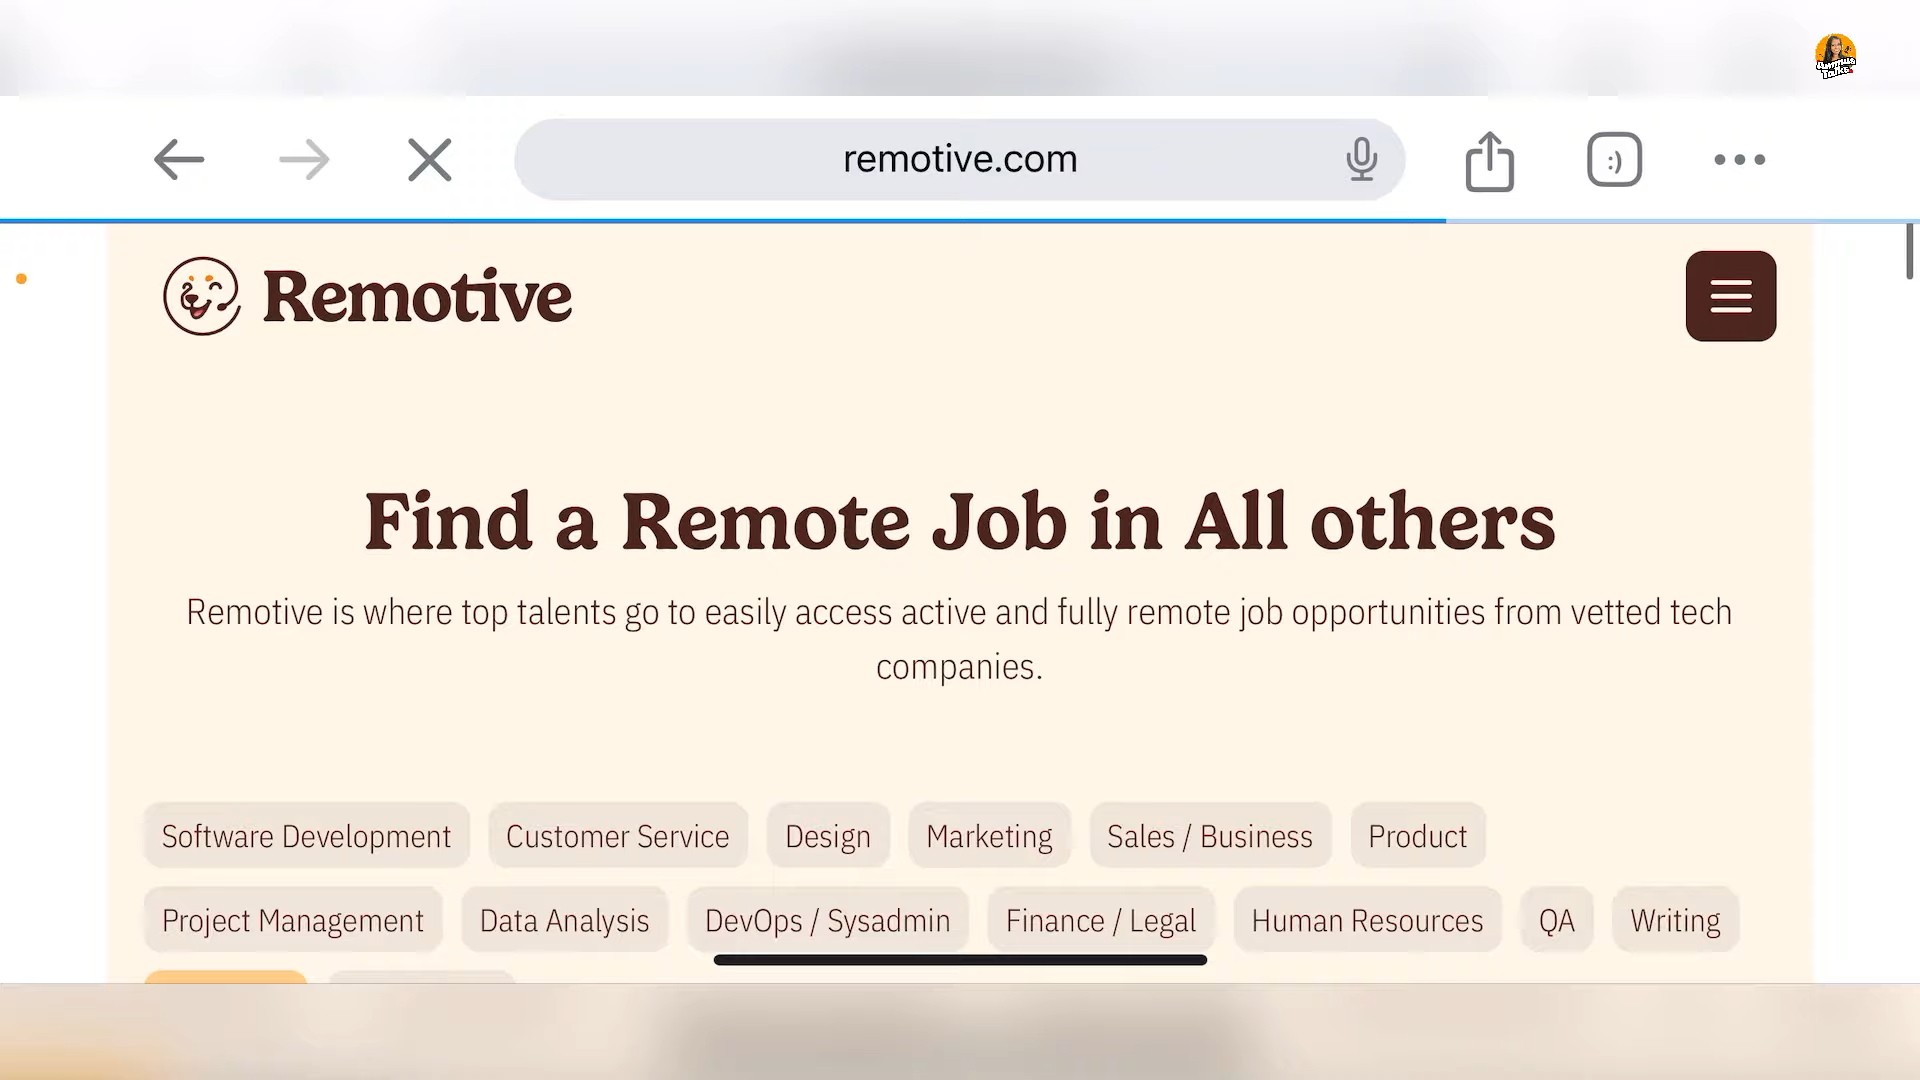 remotive.com
:)
Remotive
Find a Remote Job in All others
Remotive is where top talents go to easily access active and fully remote job opportunities from vetted tech
companies.
Software Development Customer Service Design Marketing Sales / Business Product
Project Management Data Analysis DevOps / Sysadmin Finance / Legal Human Resources QA Writing